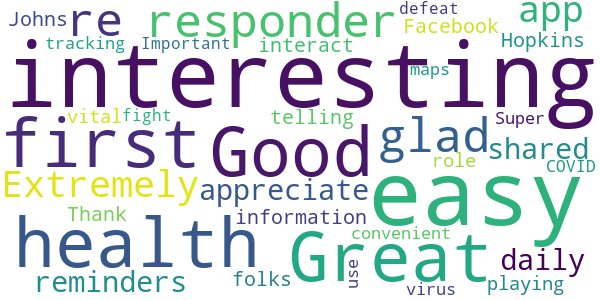 Johns re responder defeat Facebook app
tracking Important interact Hopkins
interesting maps
vital fight telling Super
first Good glad shared
role COVID
Extremely appreciate easy
Thank information
health Great convenient daily
reminders folks use virus playing